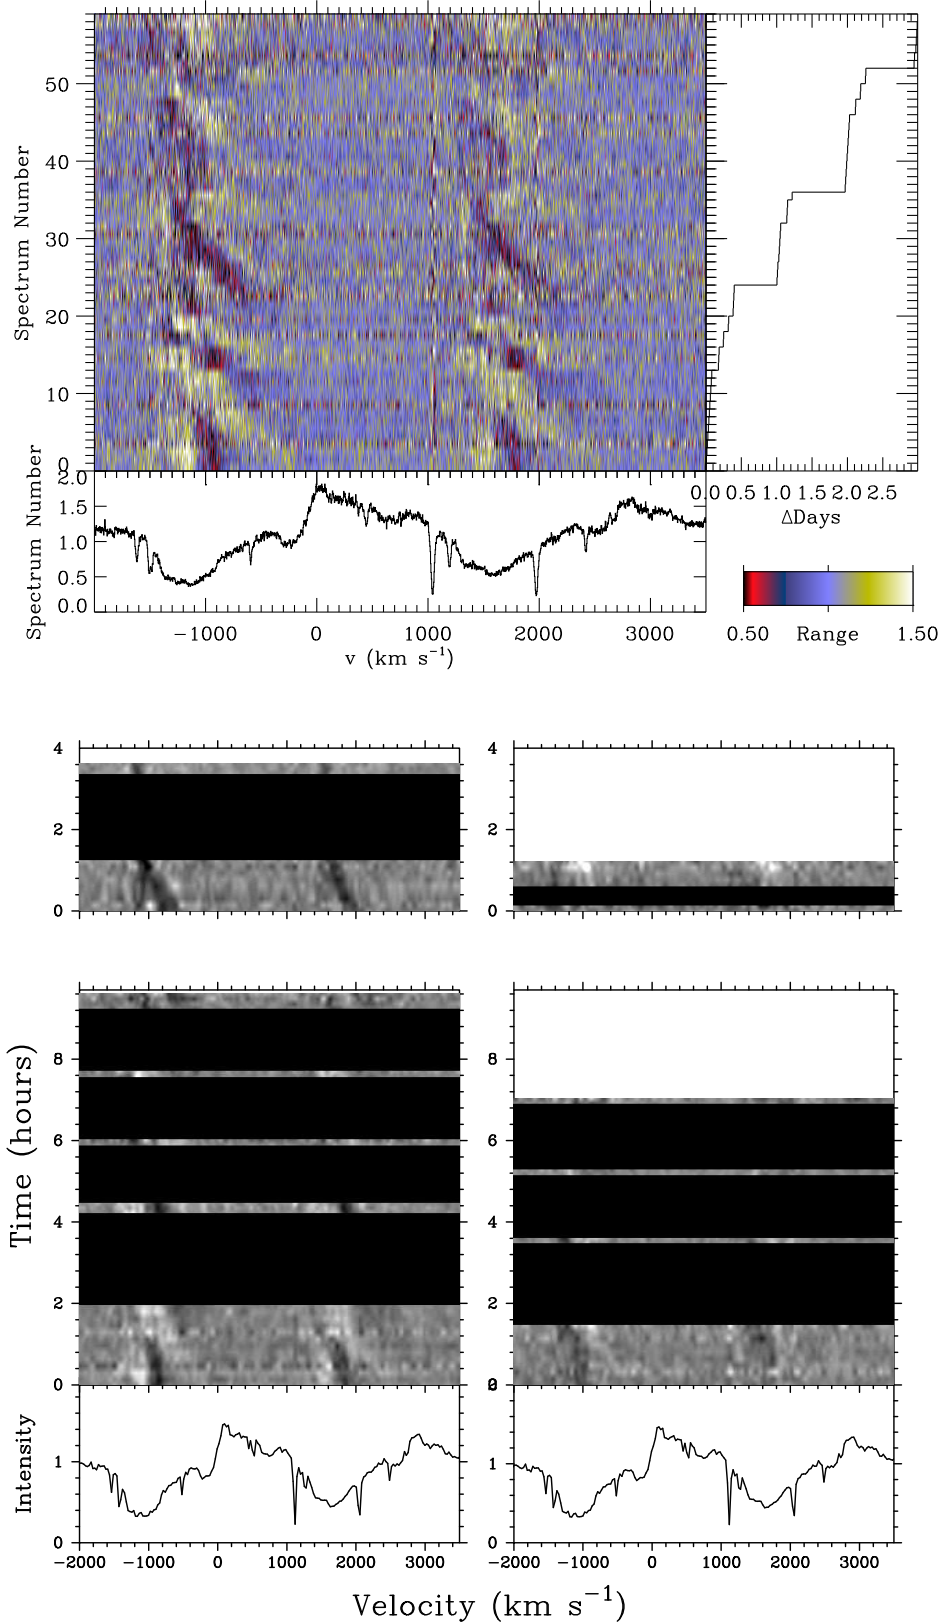 Spectrum Number
50
40
30
20
10
0
Spectrum Number
2.0
1.5
1.0
0.5
0.0
−1000 0 1000 2000 3000
v (km s−1)
0.0 0.5 1.0 1.5 2.0 2.5
ΔDays
0.50 Range 1.50
4
2
0
4
2
0
Time (hours)
8
6
4
2
0
8
6
4
2
Intensity
1
0
1
0
−2000 −1000 0 1000 2000 3000
−2000 −1000 0 1000 2000 3000
Velocity (km s−1)